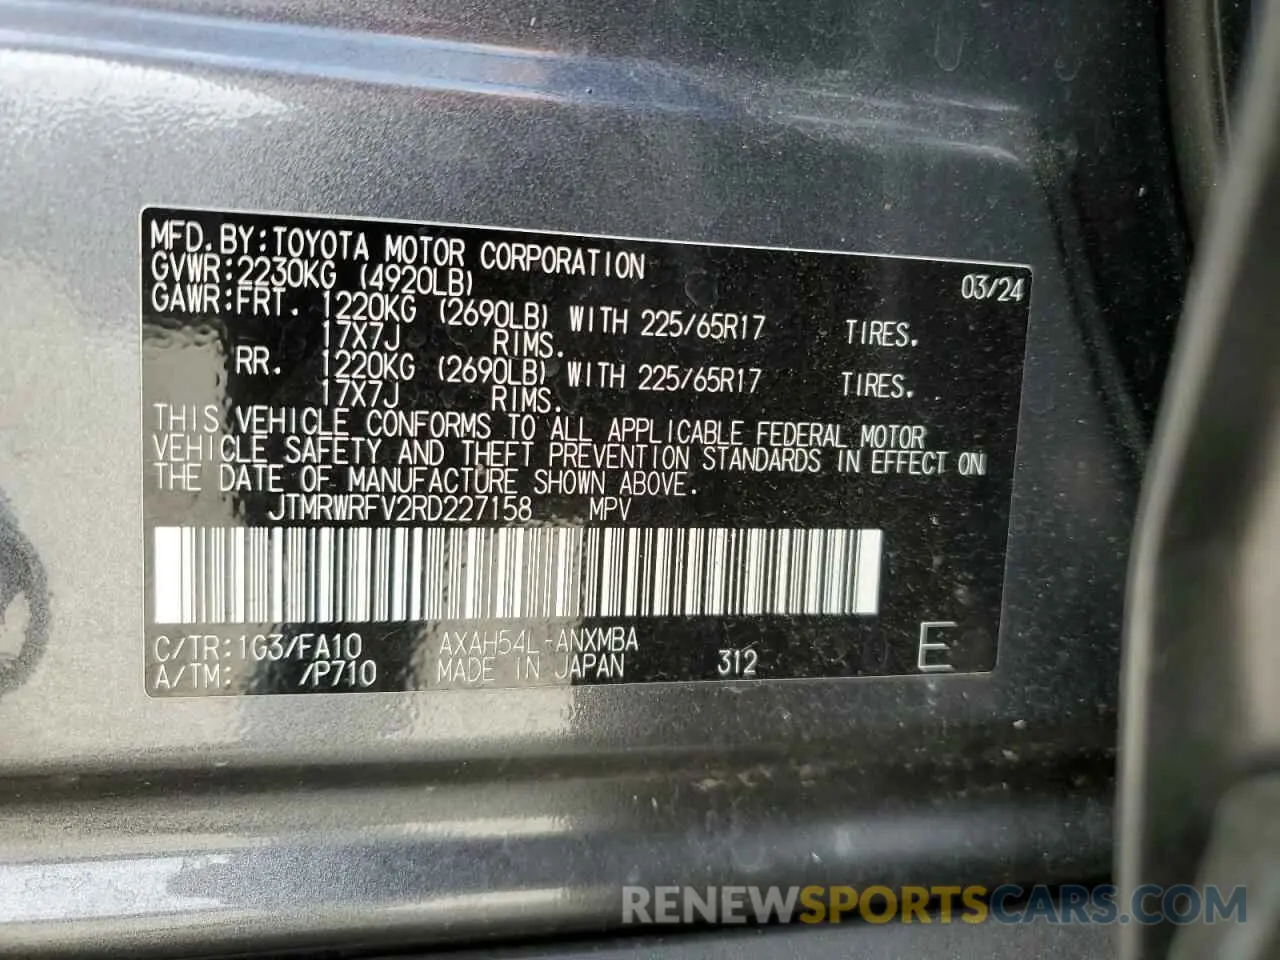 MFD.BY:TOYOTA MOTOR CORPORATION 03/24
GVWR:2230KG (4920LB)
GAWR:FRT. 1220KG (2690LB) WITH 225/65R17 TIRES.
17X7J RIMS.
RR. 1220KG (2690LB) WITH 225/65R17 TIRES.
17X7J RIMS.
THIS VEHICLE CONFORMS TO ALL APPLICABLE FEDERAL MOTOR
VEHICLE SAFETY AND THEFT PREVENTION STANDARDS IN EFFECT ON
THE DATE OF MANUFACTURE SHOWN ABOVE.
JTMRWRFV2RD227158 MPV
C/TR:1G3/FA10 AXAH54L-ANXMBA
A/TM: /P710 MADE IN JAPAN 312 E
RENEWSPORTSCARS.COM